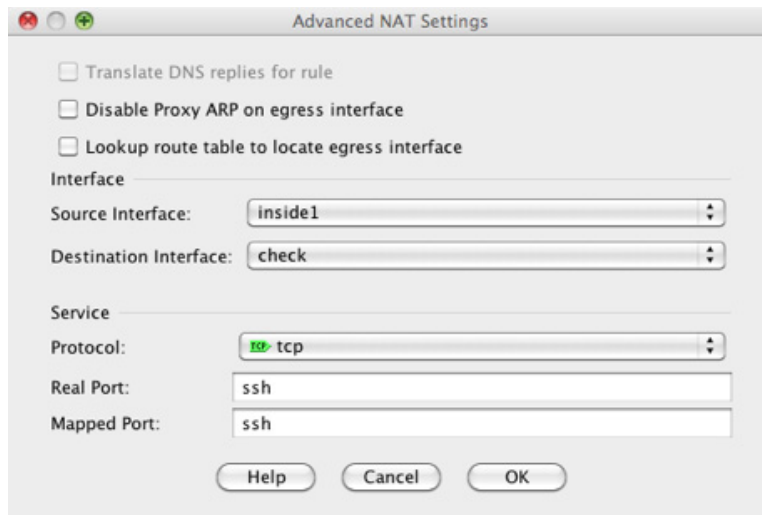 Advanced NAT Settings
Translate DNS replies for rule
Disable Proxy ARP on egress interface
Lookup route table to locate egress interface
Interface
Source Interface: inside1
Destination Interface: check
Service
Protocol: TCP tcp
Real Port: ssh
Mapped Port: ssh
Help Cancel OK